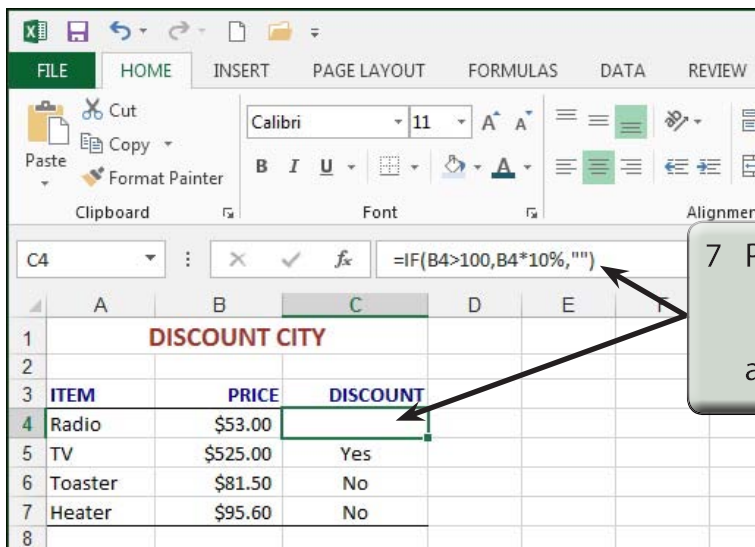 FILE HOME INSERT PAGE LAYOUT FORMULAS DATA REVIEW
Cut
Copy
Paste
Format Painter
Calibri 11 A A
B I U A
Clipboard Font
C4 fx =IF(B4>100,B4*10%,"")
7
A B C D E
1 DISCOUNT CITY
2
3 ITEM PRICE DISCOUNT
4 Radio $53.00
5 TV $525.00 Yes
6 Toaster $81.50 No
7 Heater $95.60 No
8